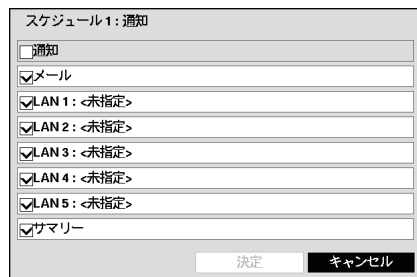 スケジュール 1 : 通知
通知
メール
LAN 1 : <未指定>
LAN 2 : <未指定>
LAN 3 : <未指定>
LAN 4 : <未指定>
LAN 5 : <未指定>
サマリー
決定 キャンセル